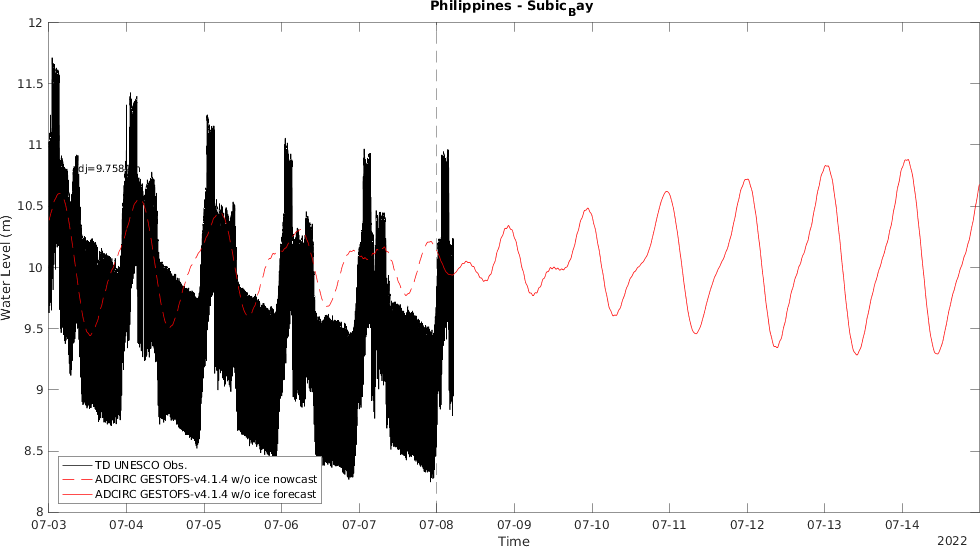 Philippines - Subic_Bay
12
11.5
11
10.5
10
9.5
9
8.5
8
Water Level (m)
TD UNESCO Obs.
ADCIRC GESTOFS-v4.1.4 w/o ice nowcast
ADCIRC GESTOFS-v4.1.4 w/o ice forecast
07-03 07-04 07-05 07-06 07-07 07-08 07-09 07-10 07-11 07-12 07-13 07-14
Time
2022